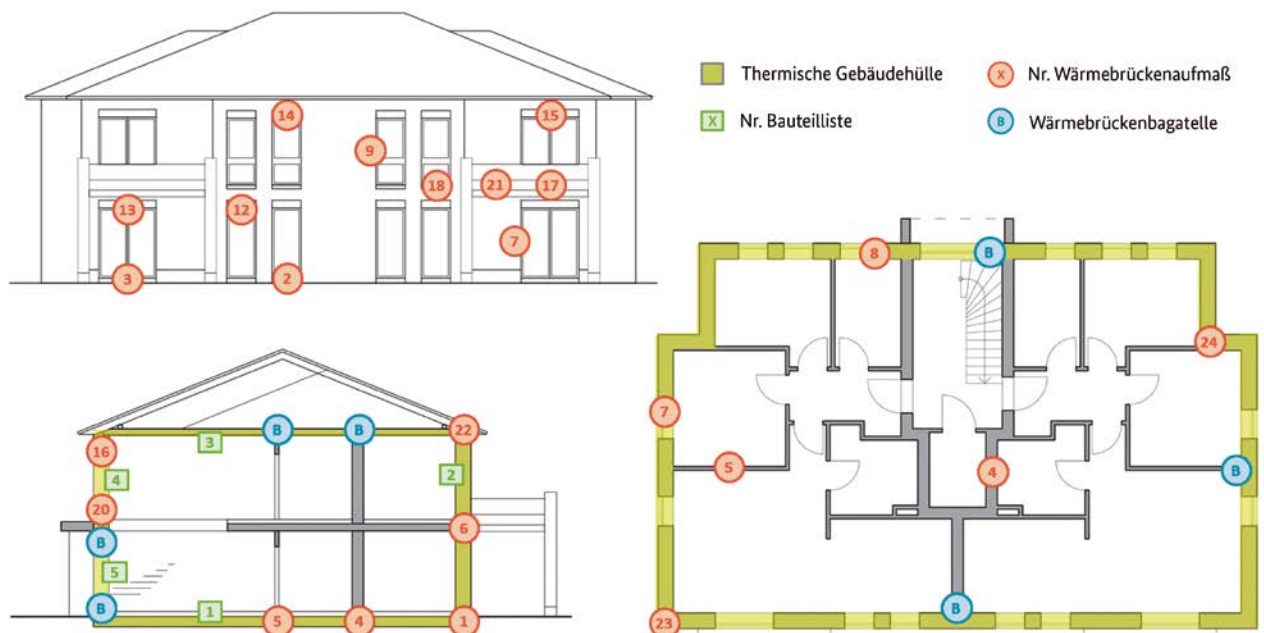 14
15
9
18
21
17
13
12
7
3
2
Thermische Gebäudehülle
X Nr. Wärmebrückenaufmaß
X Nr. Bauteilliste
B Wärmebrückenbagatelle
B
B
22
16
3
2
4
20
6
B
5
B
1
5
4
1
8
B
24
7
5
4
B
B
23